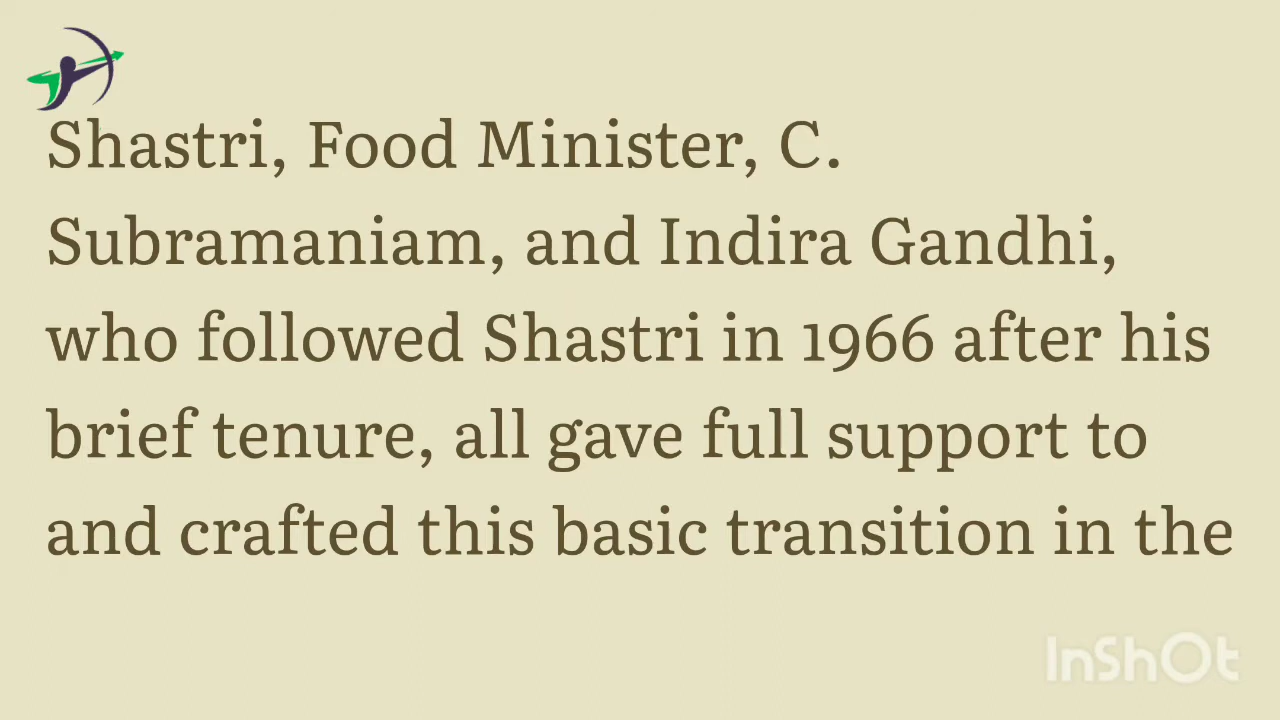 Shastri, Food Minister, C.
Subramaniam, and Indira Gandhi,
who followed Shastri in 1966 after his
brief tenure, all gave full support to
and crafted this basic transition in the
InShOt